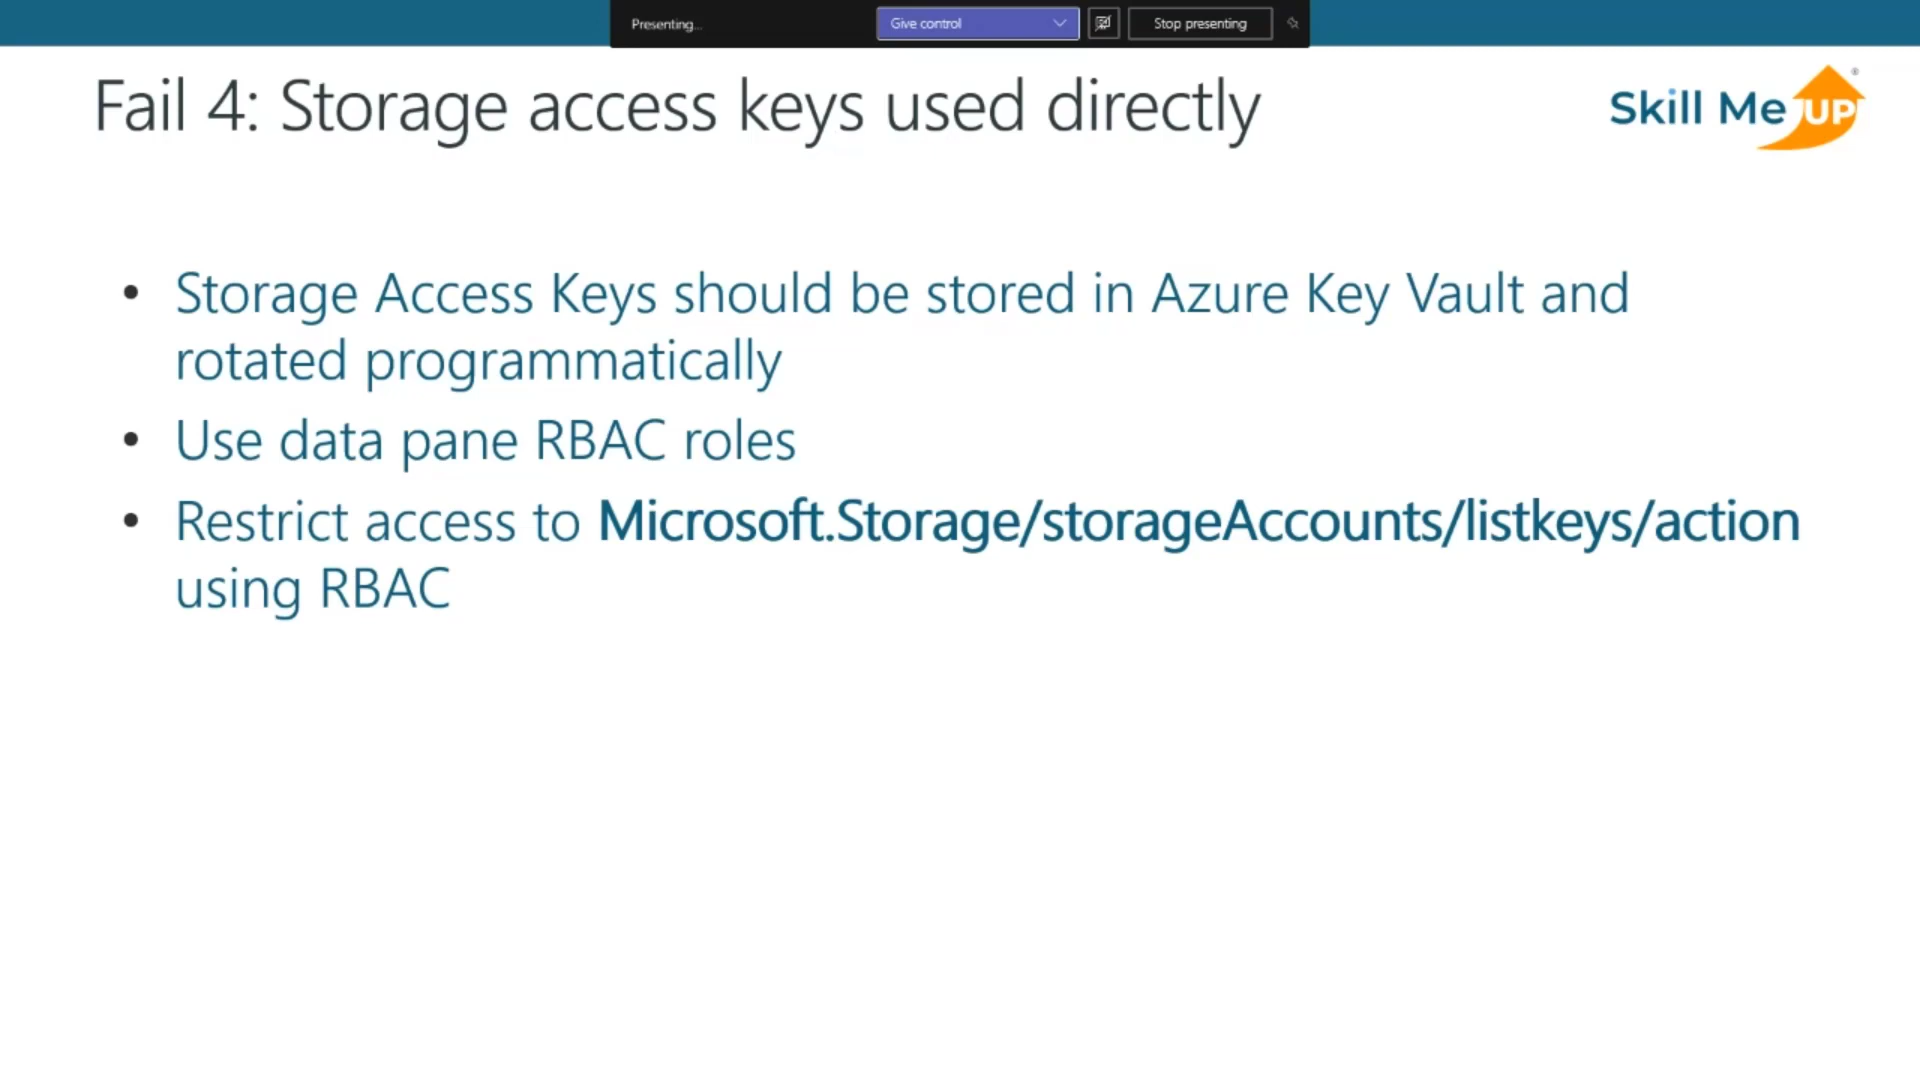 Presenting...
Give control
Stop presenting
Fail 4: Storage access keys used directly
Skill Me UP ®
• Storage Access Keys should be stored in Azure Key Vault and
rotated programmatically
• Use data pane RBAC roles
• Restrict access to Microsoft.Storage/storageAccounts/listkeys/action
using RBAC